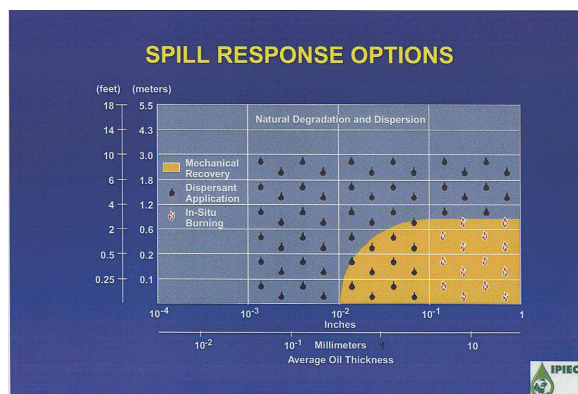 SPILL RESPONSE OPTIONS
(feet) (meters)
18 5.5
Natural Degradation and Dispersion
14 4.3
10 3.0
Mechanical
Recovery
6 1.8
Dispersant
Application
4 1.2
In-Situ
Burning
2 0.6
0.5 0.2
0.25 0.1
10-4 10-3 10-2 10-1 1
Inches
10-2 10-1 Millimeters 1 10
Average Oil Thickness
IPIEC